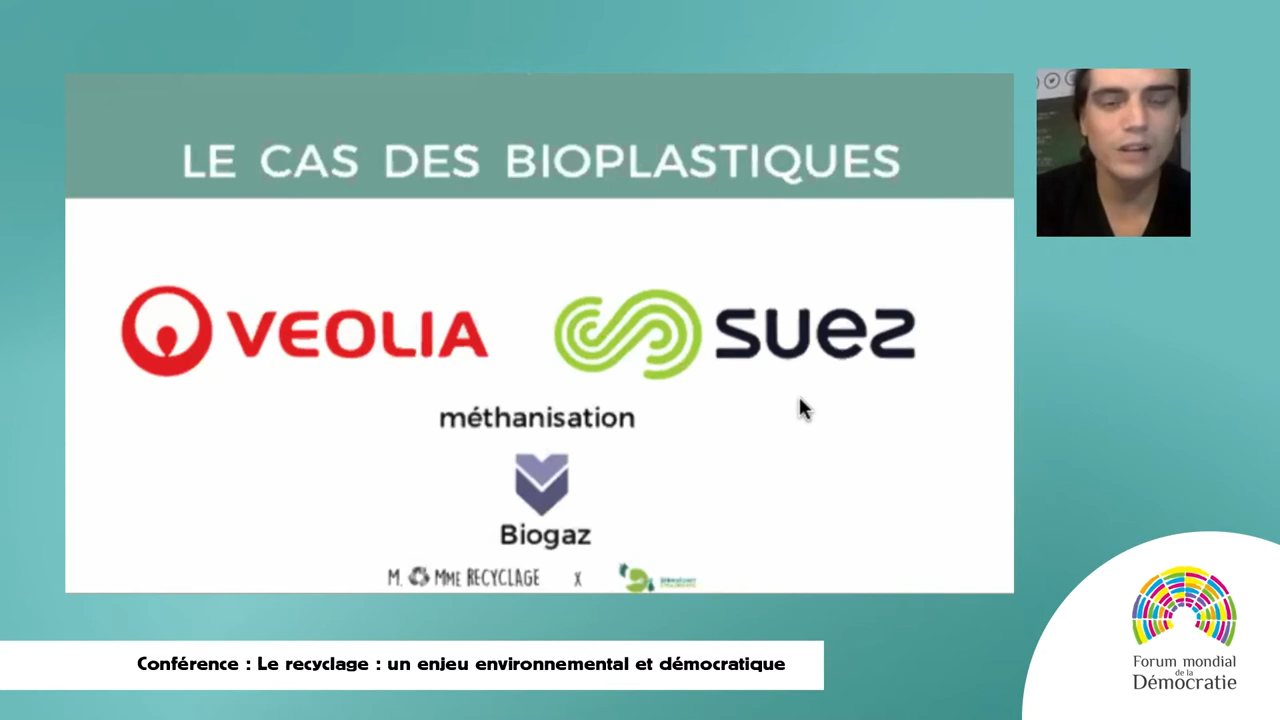 LE CAS DES BIOPLASTIQUES
VEOLIA
suez
méthanisation
Biogaz
M. MME RECYCLAGE X
Conférence : Le recyclage : un enjeu environnemental et démocratique
Forum mondial
de la
Démocratie